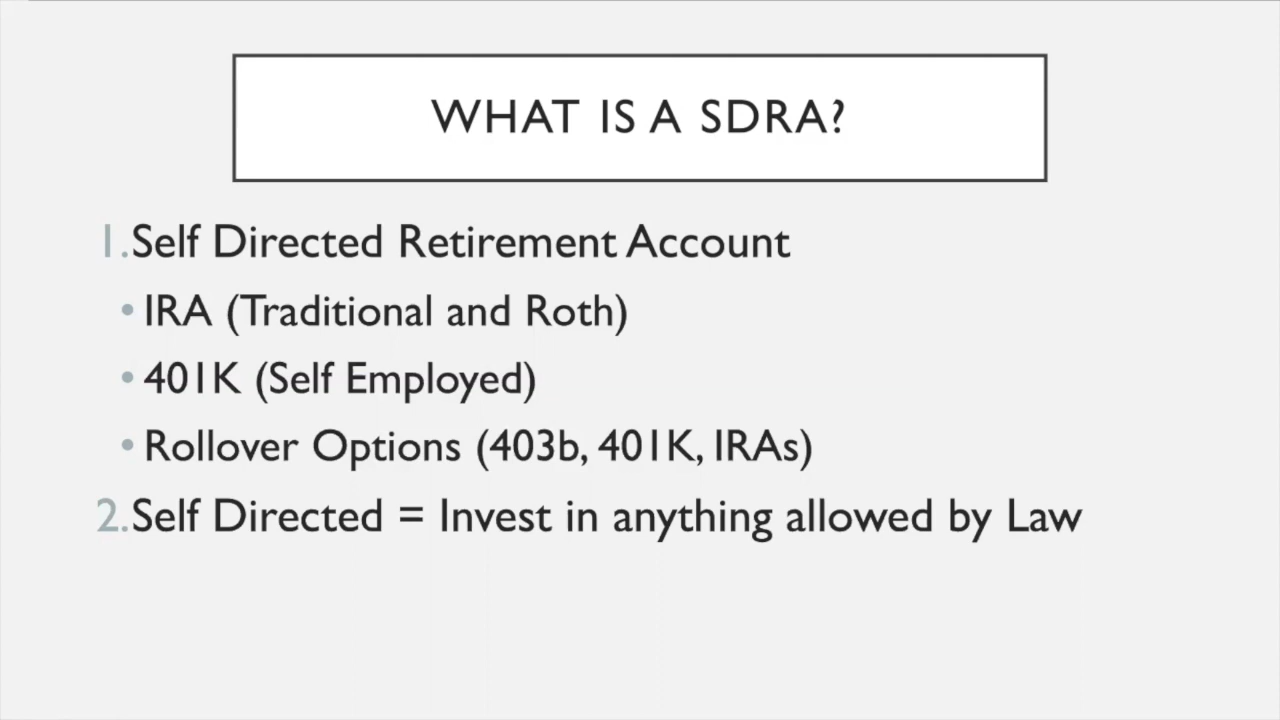 WHAT IS A SDRA?
1.Self Directed Retirement Account
• IRA (Traditional and Roth)
• 401K (Self Employed)
• Rollover Options (403b, 401K, IRAs)
2.Self Directed = Invest in anything allowed by Law